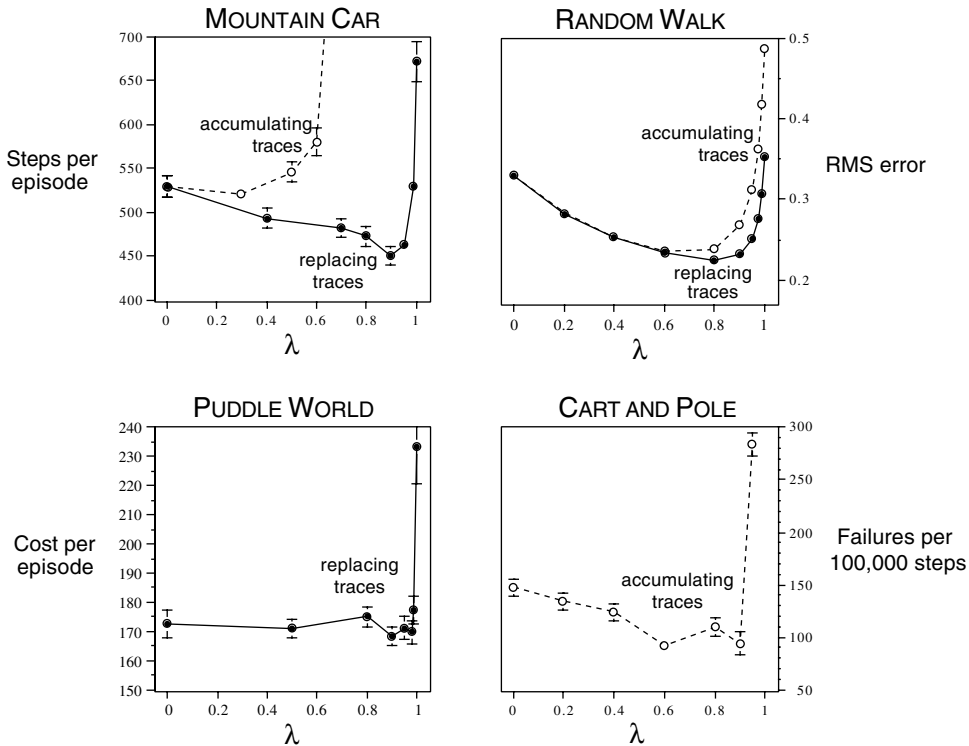 MOUNTAIN CAR
700
650
600
550
500
450
400
Steps per
episode
accumulating
traces
replacing
traces
0
0.2
0.4
0.6
0.8
1
λ
RANDOM WALK
0.5
0.4
0.3
0.2
RMS error
accumulating
traces
replacing
traces
0
0.2
0.4
0.6
0.8
1
λ
PUDDLE WORLD
240
230
220
210
200
190
180
170
160
150
Cost per
episode
replacing
traces
0
0.2
0.4
0.6
0.8
1
λ
CART AND POLE
300
250
200
150
100
50
Failures per
100,000 steps
accumulating
traces
0
0.2
0.4
0.6
0.8
1
λ